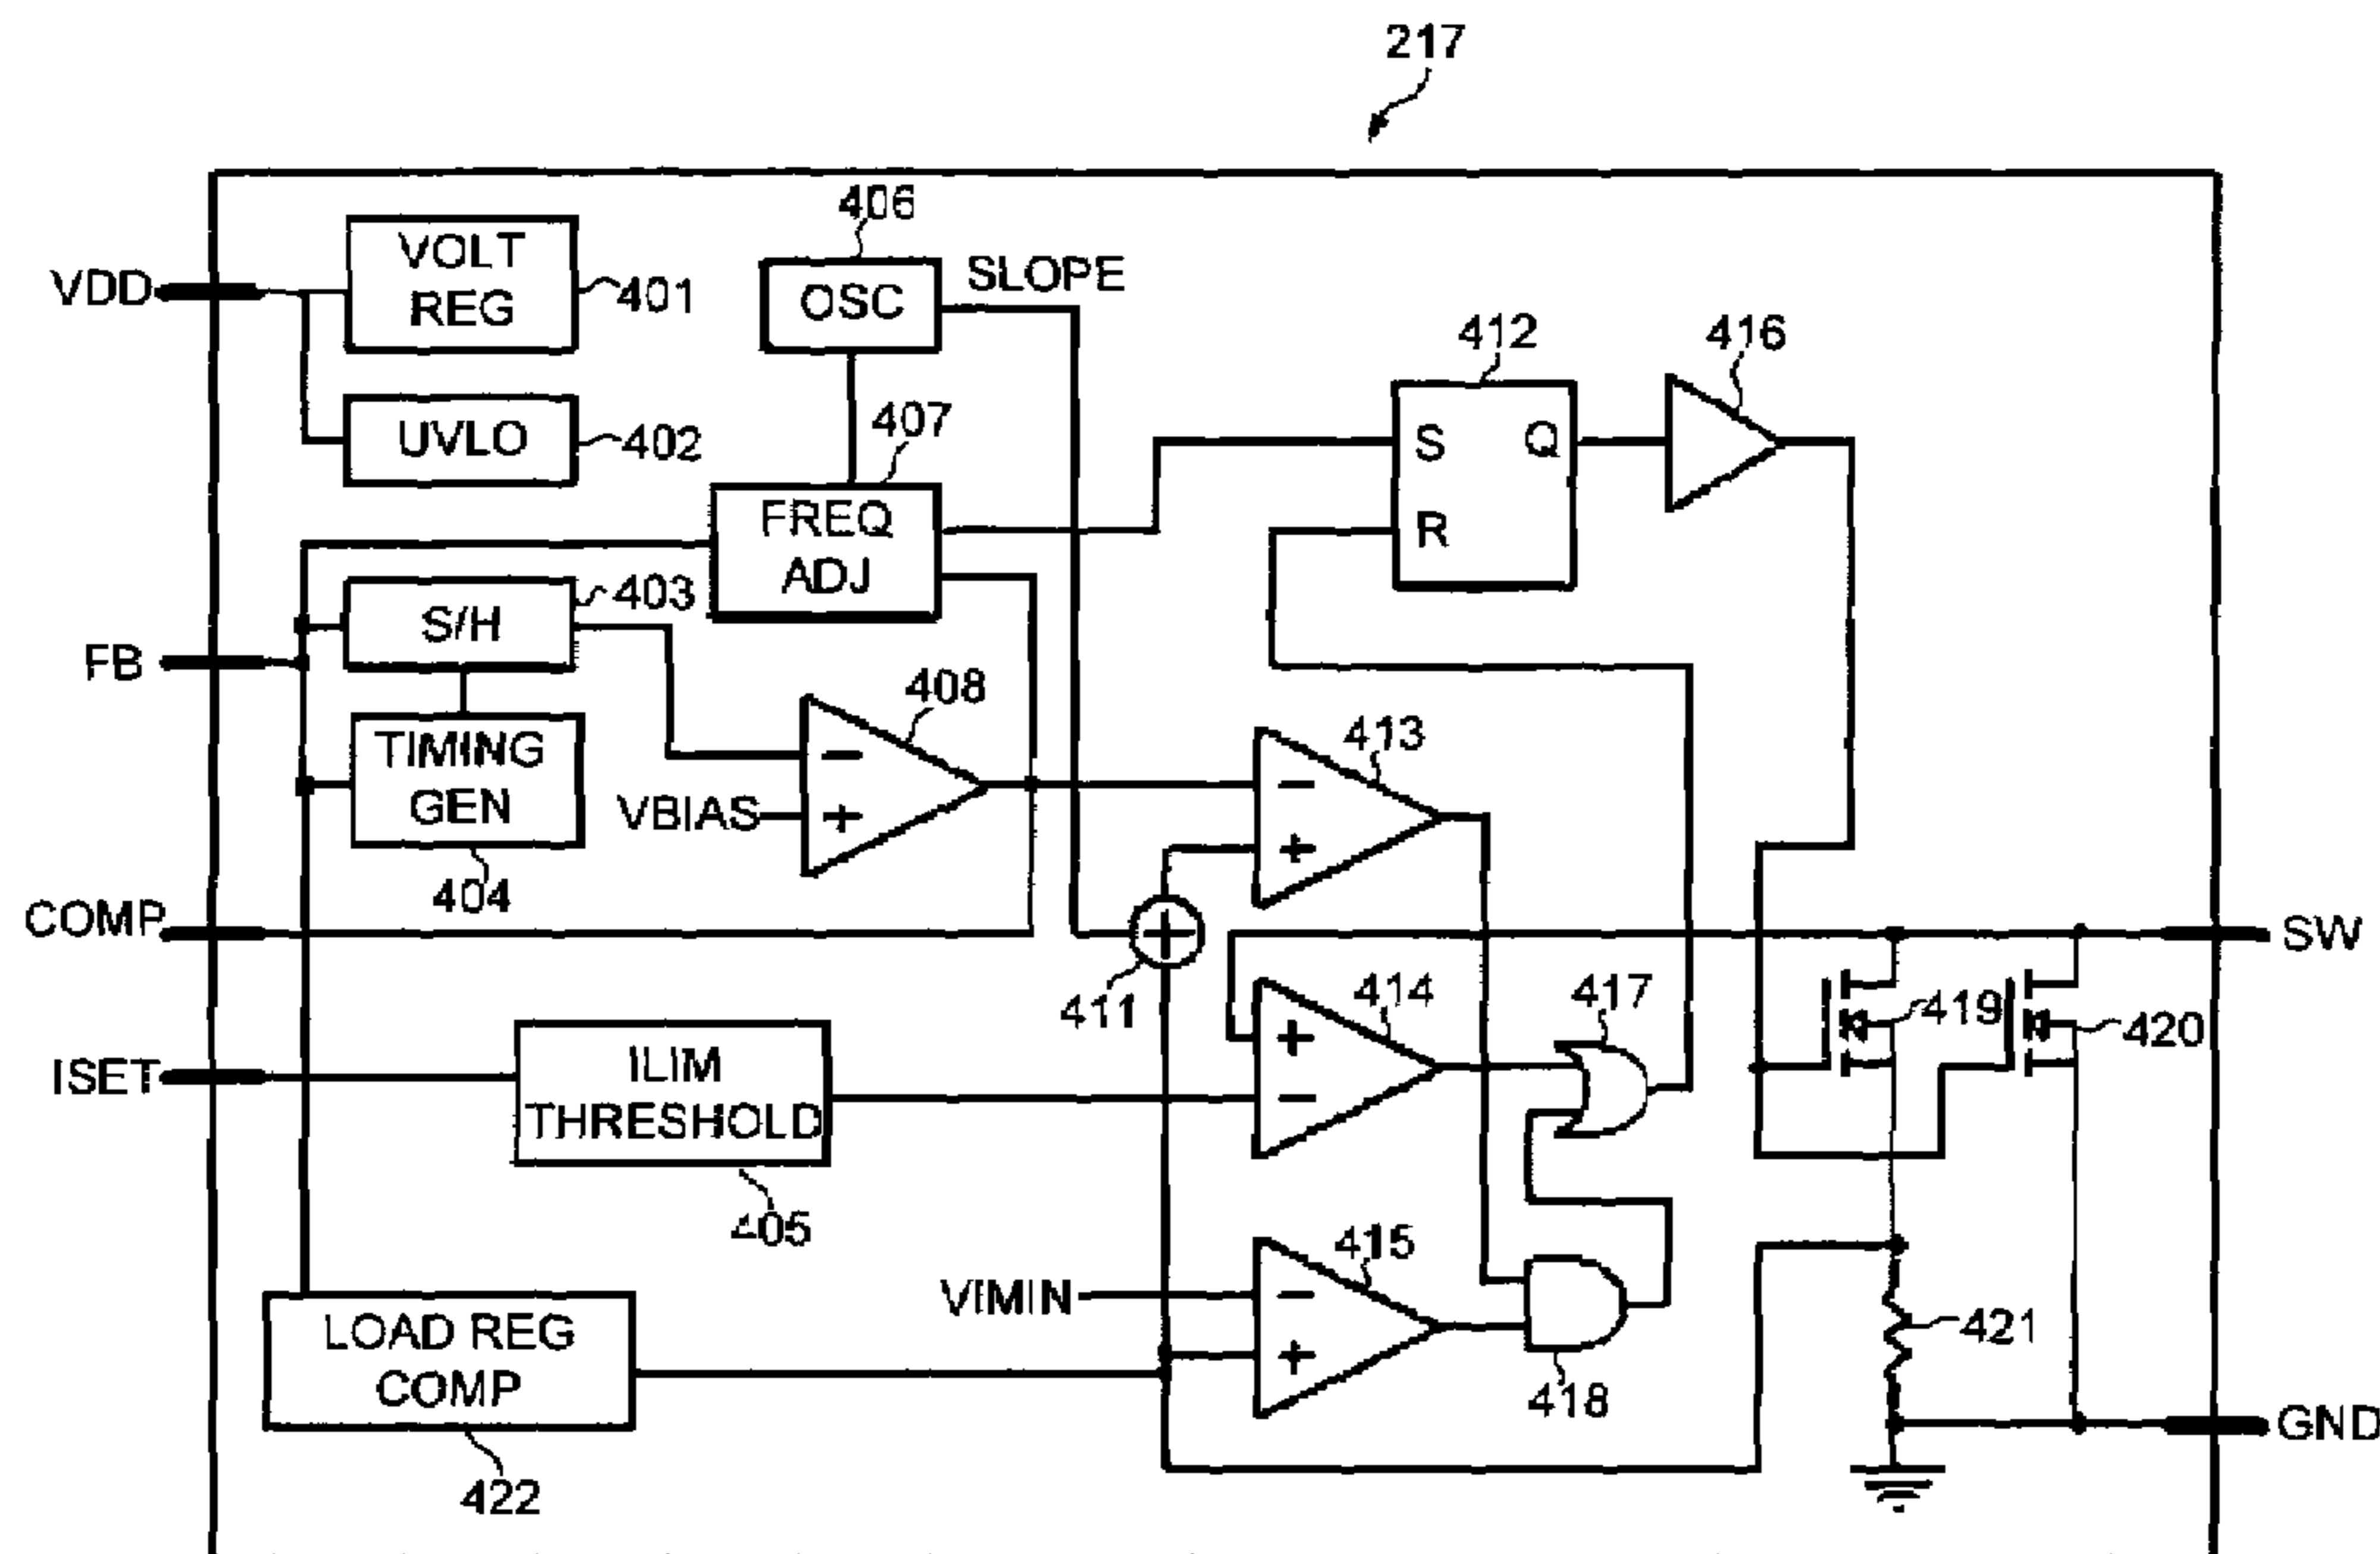 217
VOLT
REG
401
VDD
UVLO
402
406
OSC
SLOPE
407
FREQ
ADJ
412
S
Q
R
416
S/H
403
FB
TIMING
GEN
404
408
−
+
VBIAS
413
−
+
COMP
+
411
SW
414
+
−
417
419
420
ISET
ILIM
THRESHOLD
405
VIMIN
415
−
+
418
421
LOAD REG
COMP
422
GND